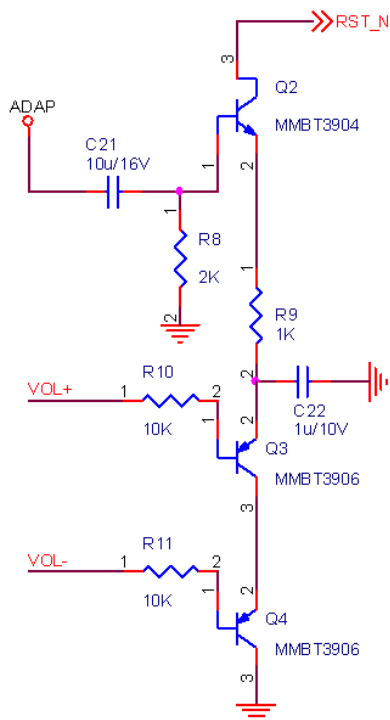 RST_N
3
Q2
ADAP
MMBT3904
C21
10u/16V
1
2
1
R8
2K
2
1
R9
1K
2
R10
VOL+
1
2
10K
C22
1u/10V
2
1
Q3
MMBT3906
3
R11
VOL-
1
2
10K
2
1
Q4
MMBT3906
3